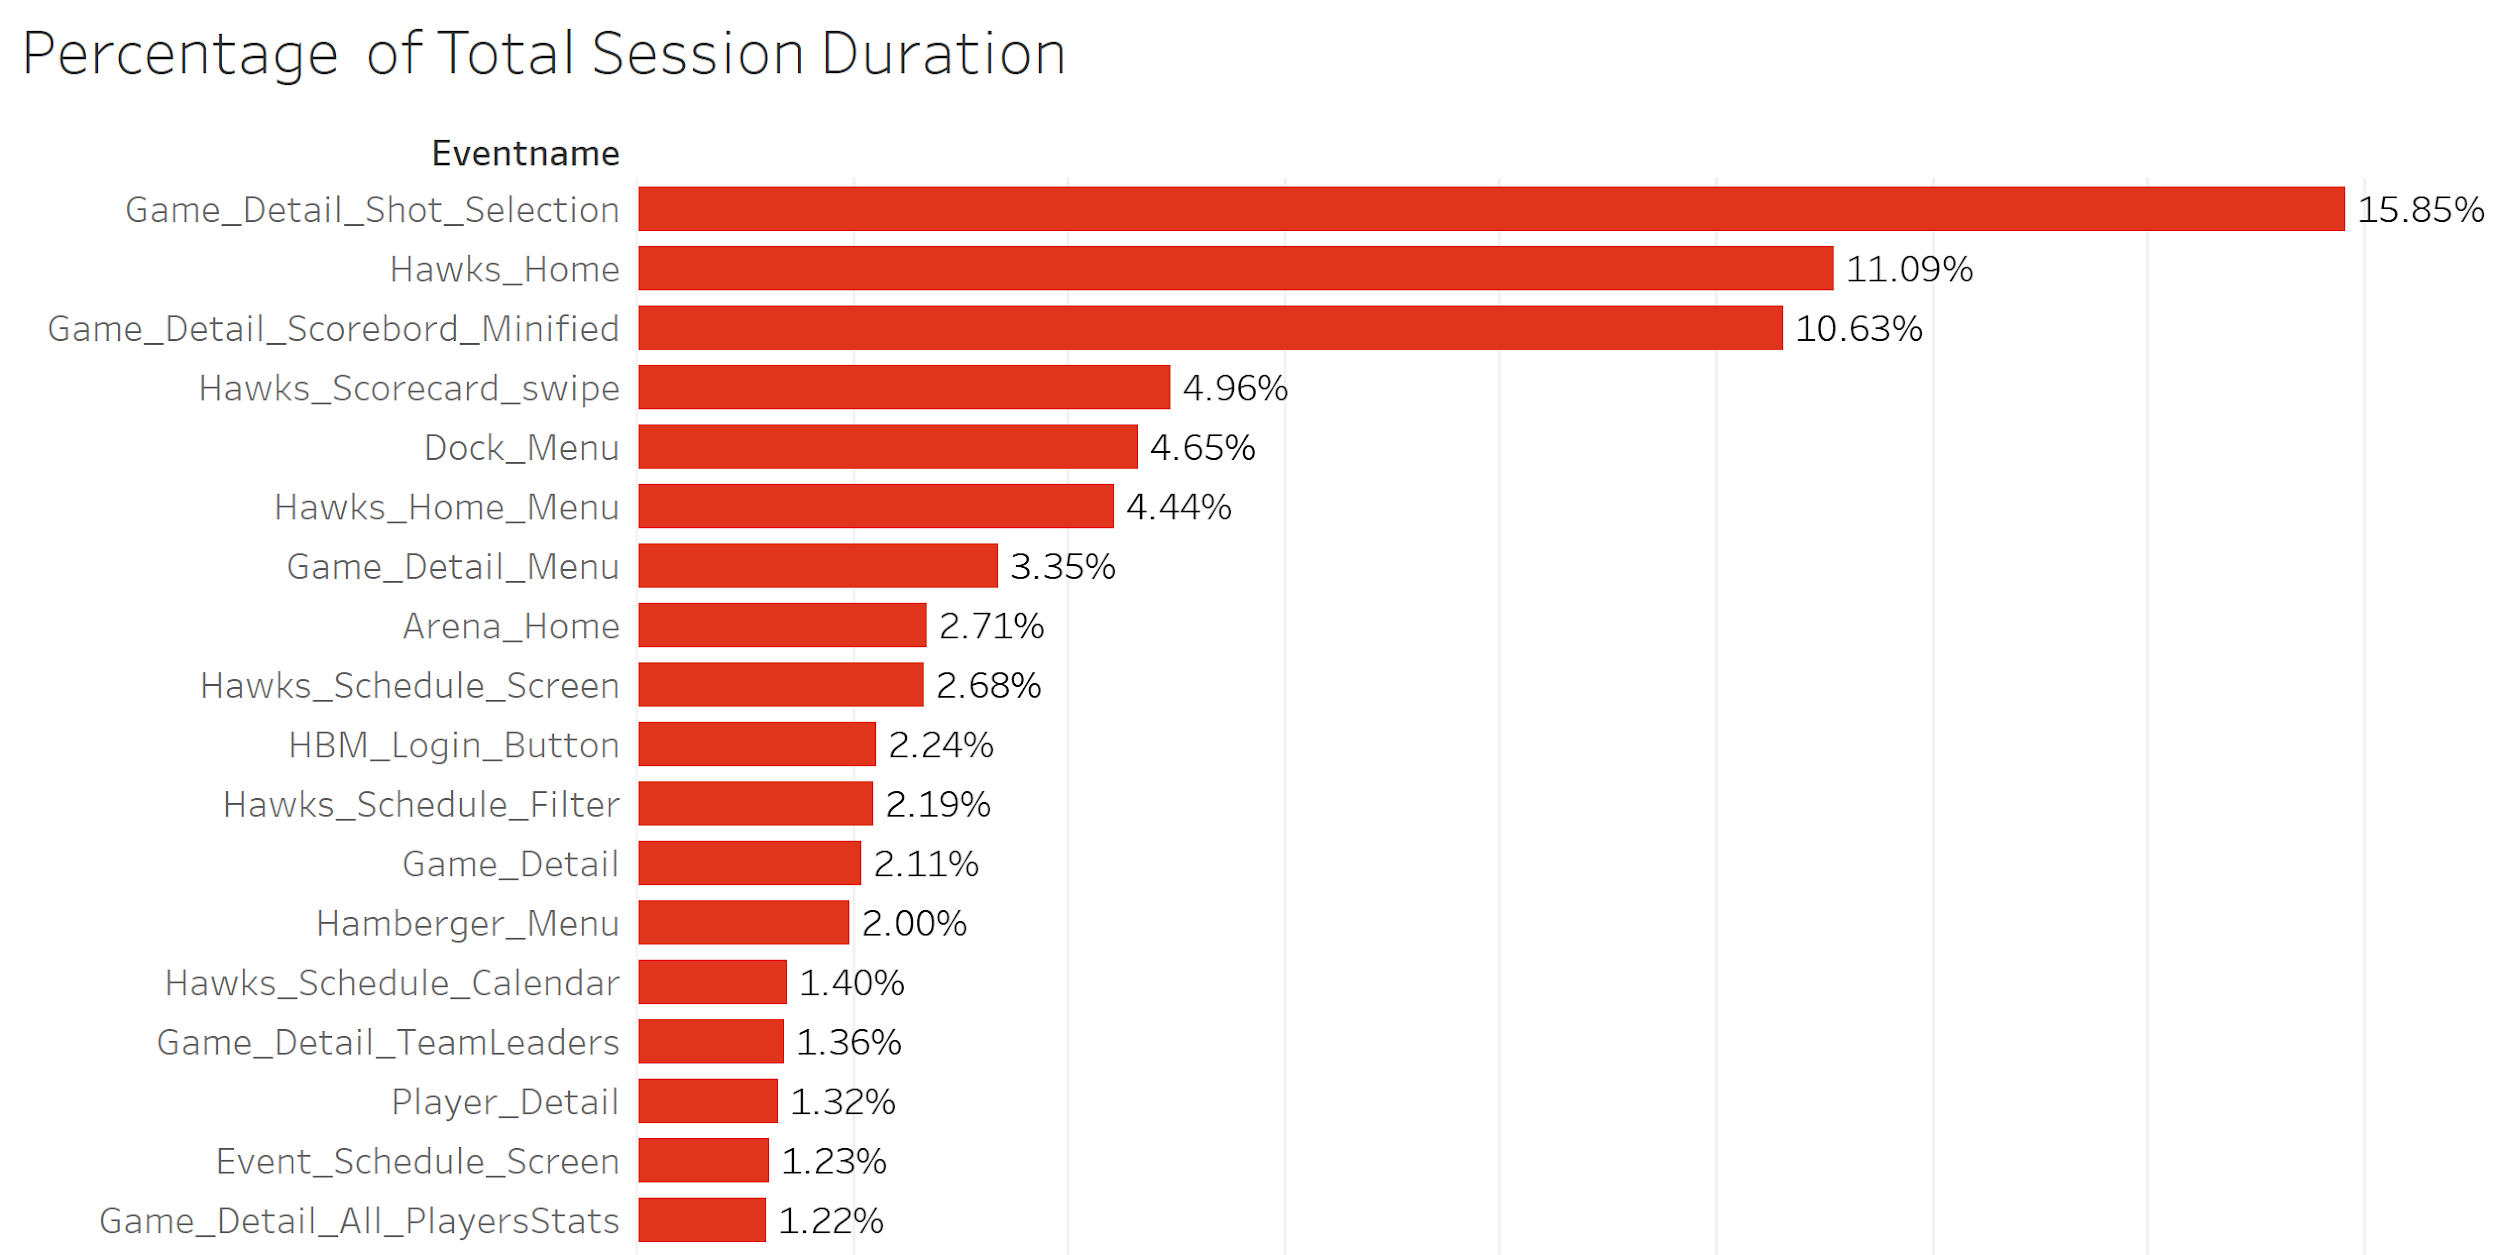 Percentage of Total Session Duration
Eventname
Game_Detail_Shot_Selection 15.85%
Hawks_Home 11.09%
Game_Detail_Scorebord_Minified 10.63%
Hawks_Scorecard_swipe 4.96%
Dock_Menu 4.65%
Hawks_Home_Menu 4.44%
Game_Detail_Menu 3.35%
Arena_Home 2.71%
Hawks_Schedule_Screen 2.68%
HBM_Login_Button 2.24%
Hawks_Schedule_Filter 2.19%
Game_Detail 2.11%
Hamberger_Menu 2.00%
Hawks_Schedule_Calendar 1.40%
Game_Detail_TeamLeaders 1.36%
Player_Detail 1.32%
Event_Schedule_Screen 1.23%
Game_Detail_All_PlayersStats 1.22%